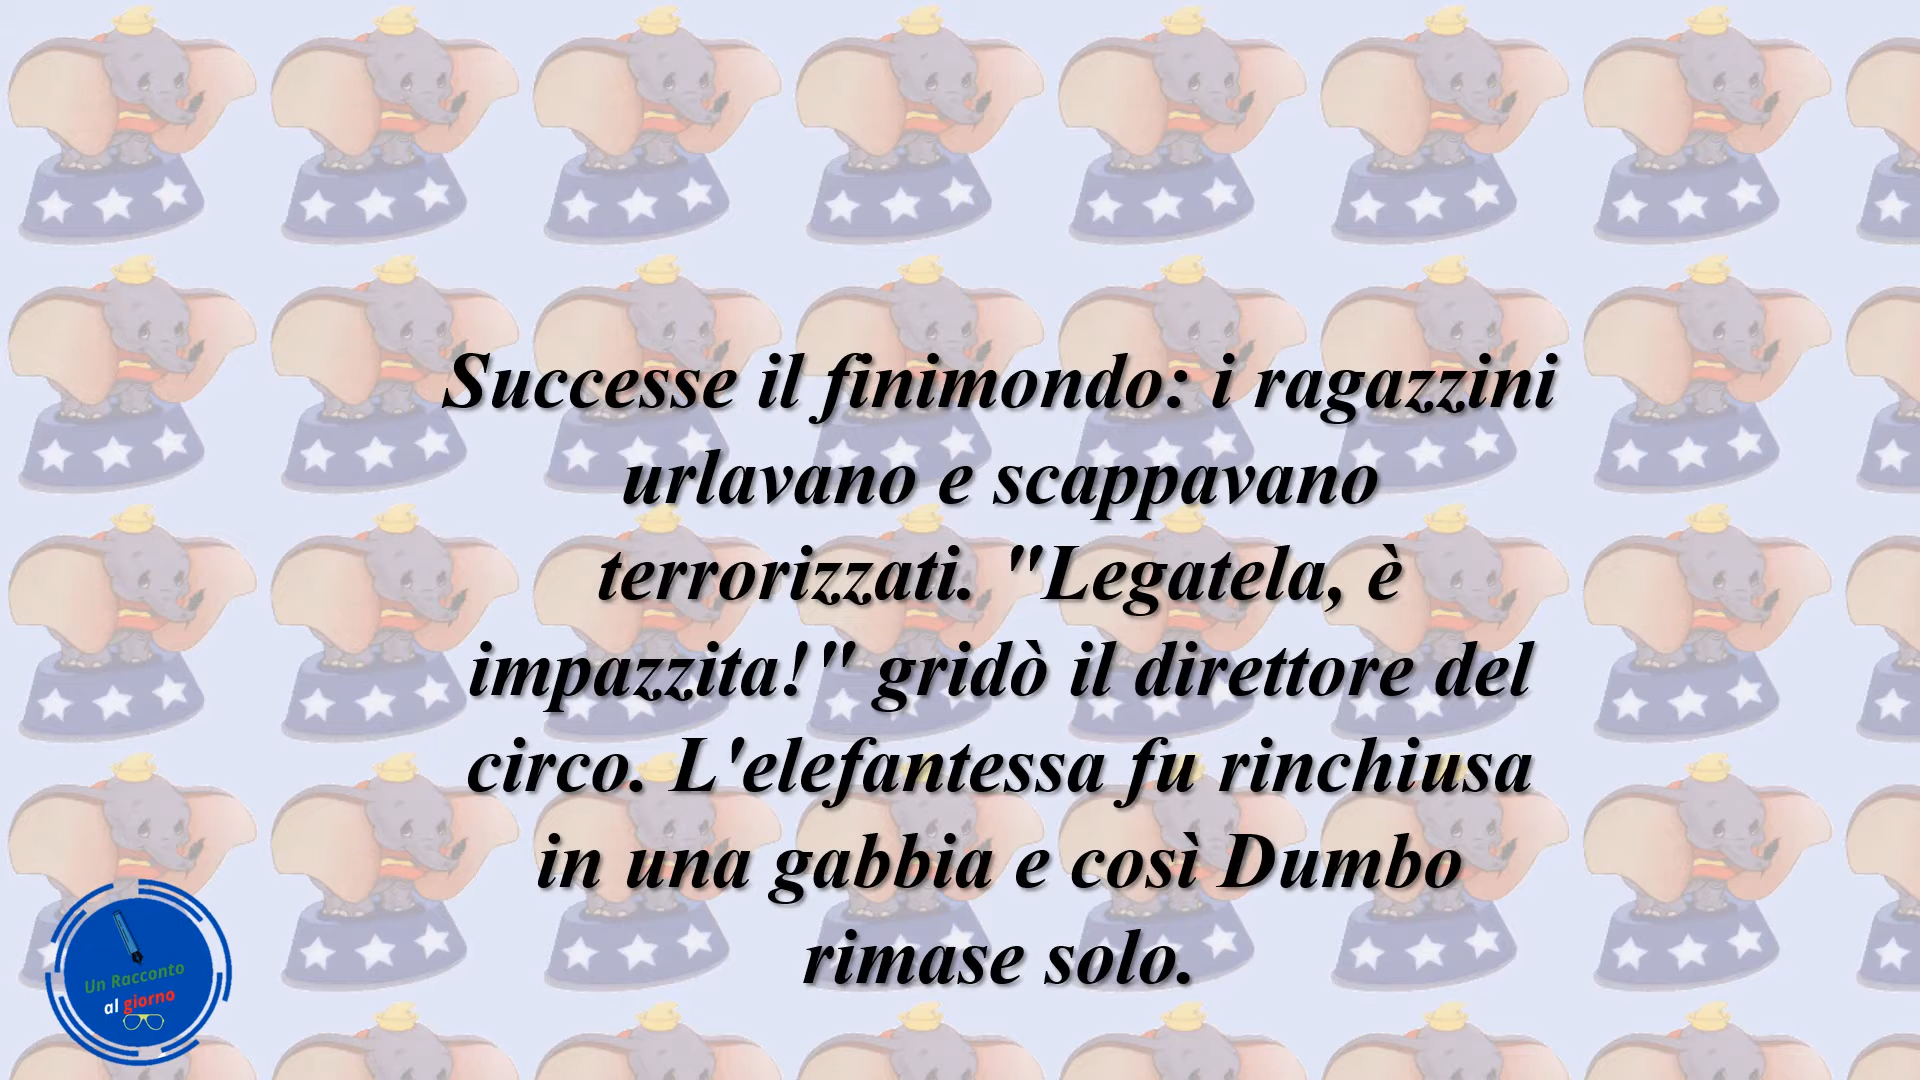 Successe il finimondo: i ragazzini
urlavano e scappavano
terrorizzati. "Legatela, è
impazzita!" gridò il direttore del
circo. L'elefantessa fu rinchiusa
in una gabbia e così Dumbo
rimase solo.
Un Racconto
al giorno